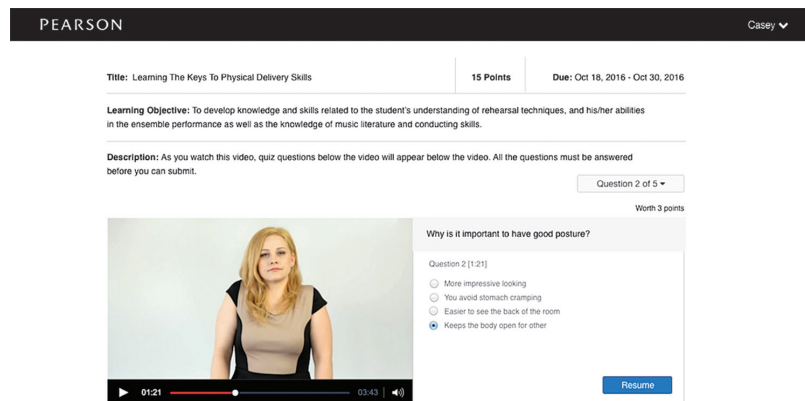 PEARSON
Casey
Title: Learning The Keys To Physical Delivery Skills
15 Points
Due: Oct 18, 2016 - Oct 30, 2016
Learning Objective: To develop knowledge and skills related to the student's understanding of rehearsal techniques, and his/her abilities
in the ensemble performance as well as the knowledge of music literature and conducting skills.
Description: As you watch this video, quiz questions below the video will appear below the video. All the questions must be answered
before you can submit.
Question 2 of 5
Worth 3 points
Why is it important to have good posture?
Question 2 [1:21]
More impressive looking
You avoid stomach cramping
Easier to see the back of the room
Keeps the body open for other
Resume
01:21
03:43